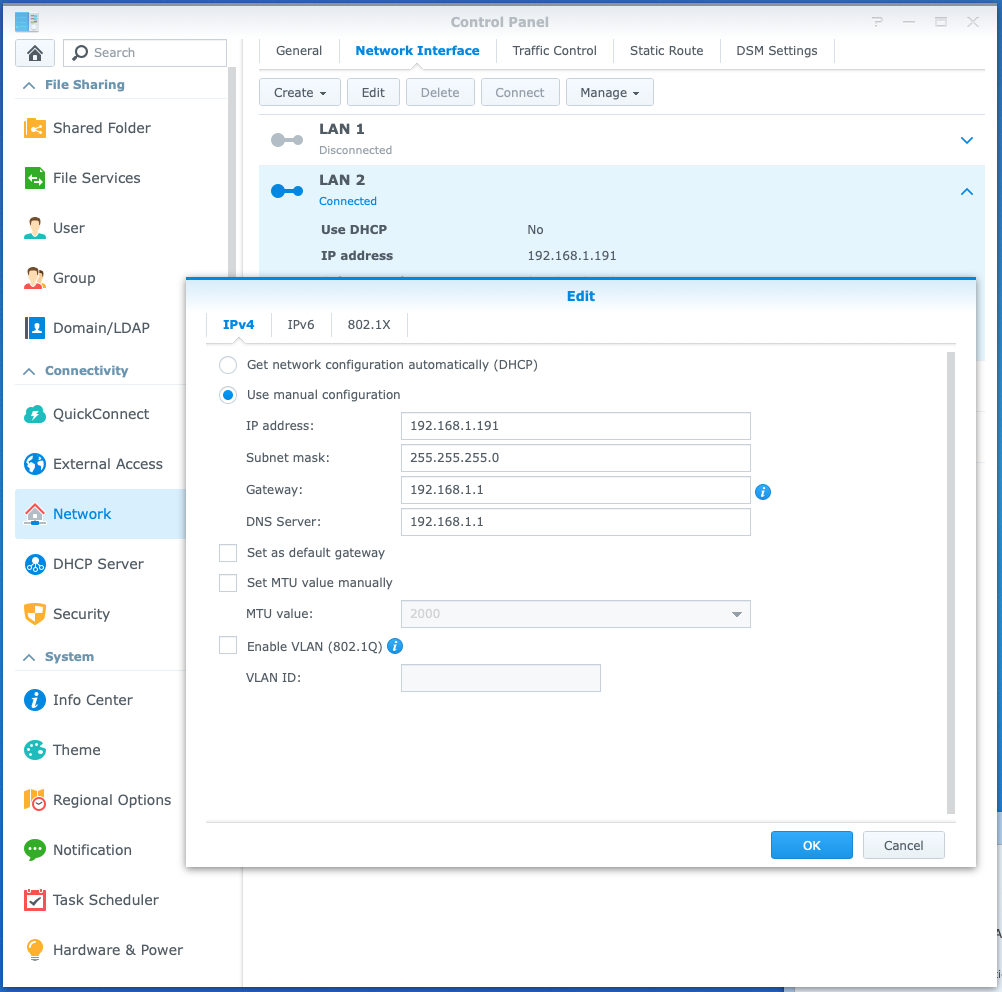 Control Panel
Search
General
Network Interface
Traffic Control
Static Route
DSM Settings
File Sharing
Create
Edit
Delete
Connect
Manage
Shared Folder
LAN 1
Disconnected
File Services
LAN 2
Connected
User
Use DHCP No
IP address 192.168.1.191
Group
Domain/LDAP
Connectivity
QuickConnect
External Access
Network
DHCP Server
Security
System
Info Center
Theme
Regional Options
Notification
Task Scheduler
Hardware & Power
Edit
IPv4
IPv6
802.1X
Get network configuration automatically (DHCP)
Use manual configuration
IP address: 192.168.1.191
Subnet mask: 255.255.255.0
Gateway: 192.168.1.1
DNS Server: 192.168.1.1
Set as default gateway
Set MTU value manually
MTU value: 2000
Enable VLAN (802.1Q)
VLAN ID:
OK
Cancel